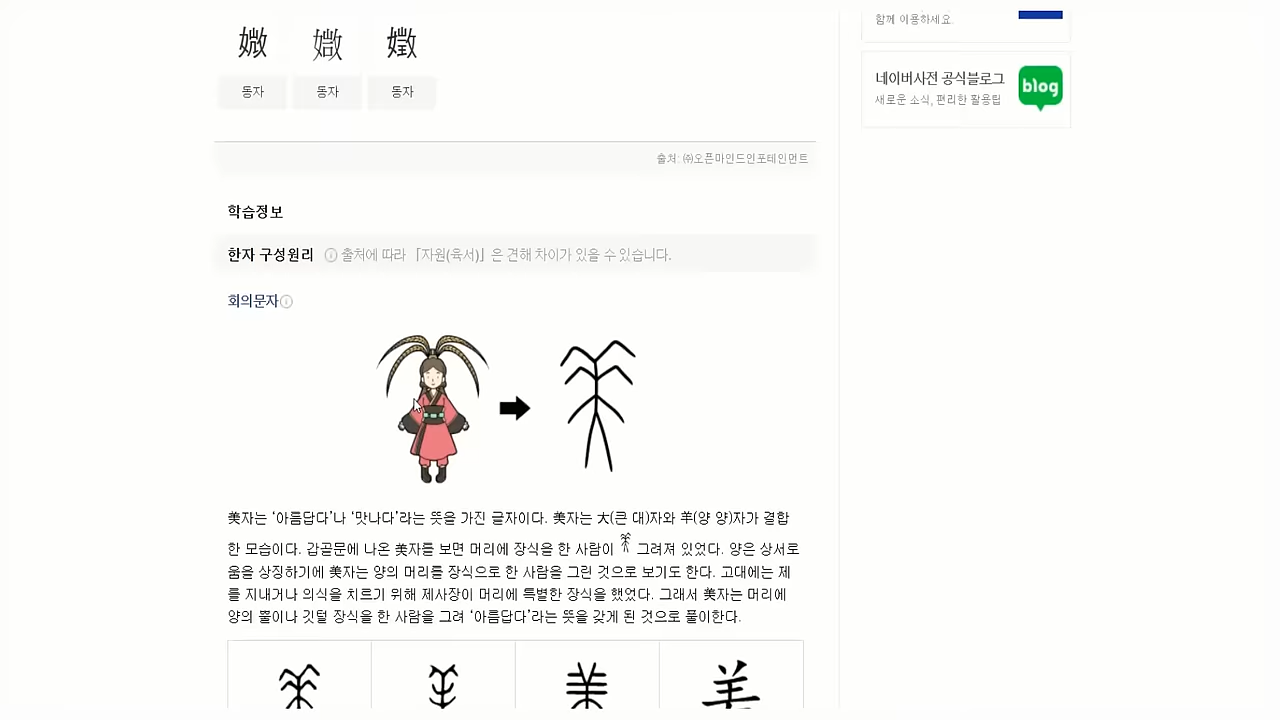 媺 媺 嬍
동자 동자 동자
출처: ㈜오픈마인드인포테인먼트
학습정보
한자 구성원리 출처에 따라 「자원(육서)」은 견해 차이가 있을 수 있습니다.
회의문자
美자는 ‘아름답다’나 ‘맛나다’라는 뜻을 가진 글자이다. 美자는 大(큰 대)자와 羊(양 양)자가 결합
한 모습이다. 갑골문에 나온 美자를 보면 머리에 장식을 한 사람이 그려져 있었다. 양은 상서로
움을 상징하기에 美자는 양의 머리를 장식으로 한 사람을 그린 것으로 보기도 한다. 고대에는 제
를 지내거나 의식을 치르기 위해 제사장이 머리에 특별한 장식을 했었다. 그래서 美자는 머리에
양의 뿔이나 깃털 장식을 한 사람을 그려 ‘아름답다’라는 뜻을 갖게 된 것으로 풀이한다.
함께 이용하세요.
네이버사전 공식블로그
새로운 소식, 편리한 활용팁
blog